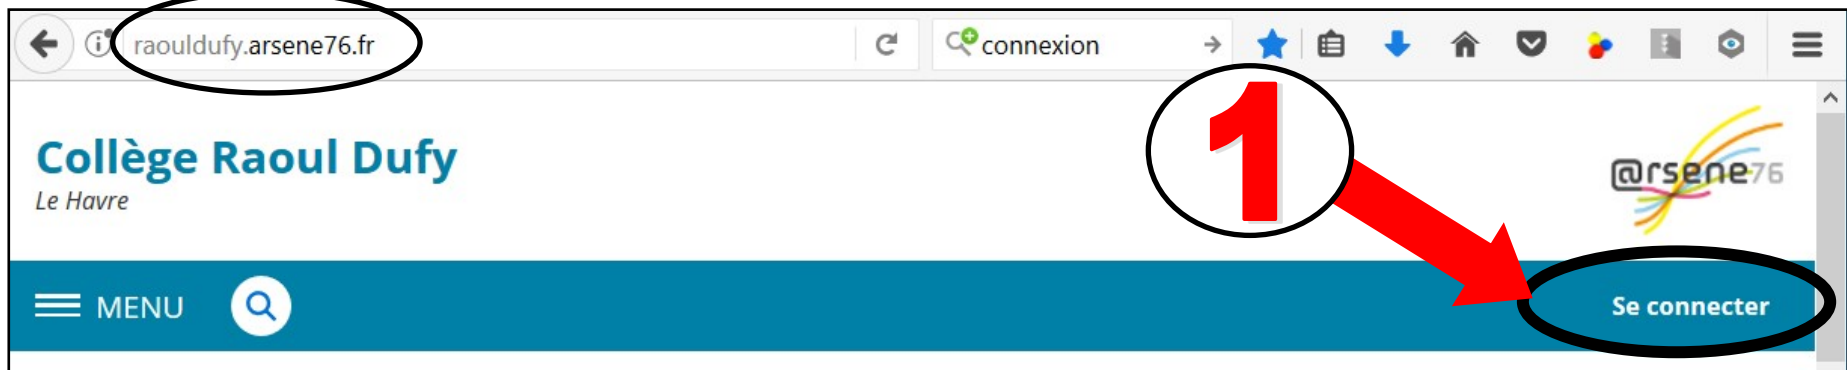 raouldufy.arsene76.fr
connexion
1
Collège Raoul Dufy
Le Havre
@rsene76
MENU
Se connecter